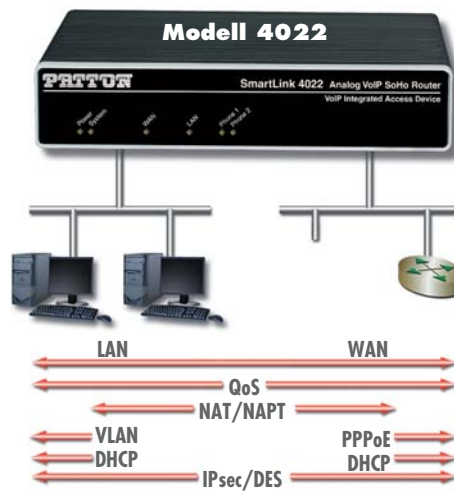 Modell 4022
PATTON
SmartLink 4022 Analog VoIP SoHo Router
VoIP Integrated Access Device
Power
System
WAN
LAN
Phone 1
Phone 2
LAN WAN
QoS
NAT/NAPT
VLAN PPPoE
DHCP DHCP
IPsec/DES